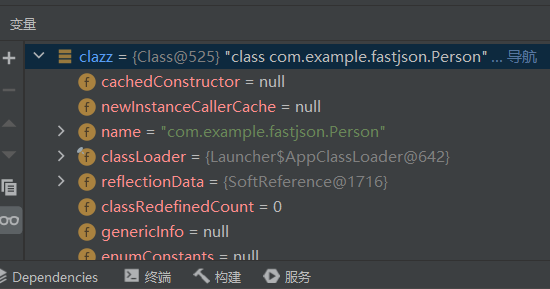 变量
clazz = {Class@525} "class com.example.fastjson.Person" ... 导航
cachedConstructor = null
newInstanceCallerCache = null
name = "com.example.fastjson.Person"
classLoader = {Launcher$AppClassLoader@642}
reflectionData = {SoftReference@1716}
classRedefinedCount = 0
genericInfo = null
enumConstants = null
Dependencies 终端 构建 服务